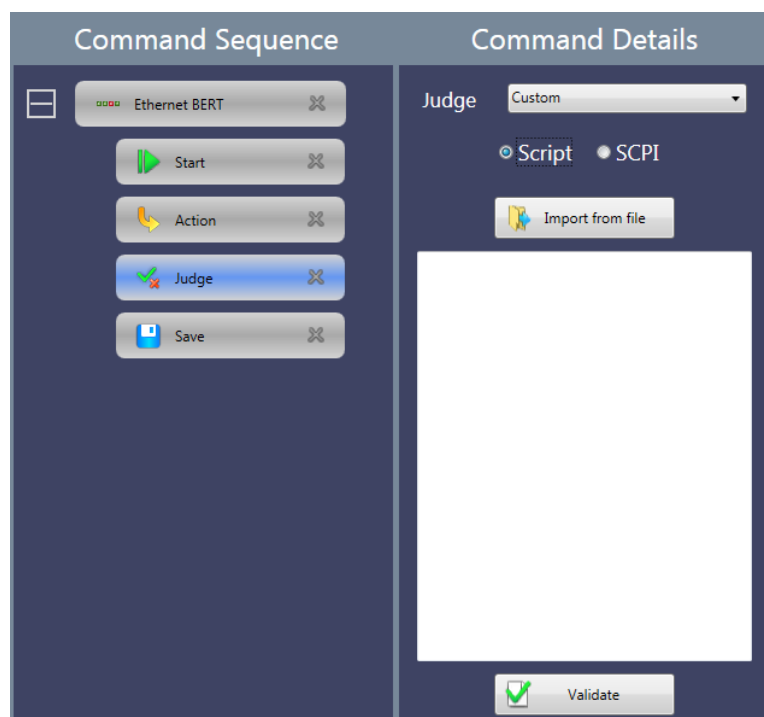 Command Sequence
Ethernet BERT
Start
Action
Judge
Save
Command Details
Judge Custom
Script SCPI
Import from file
Validate